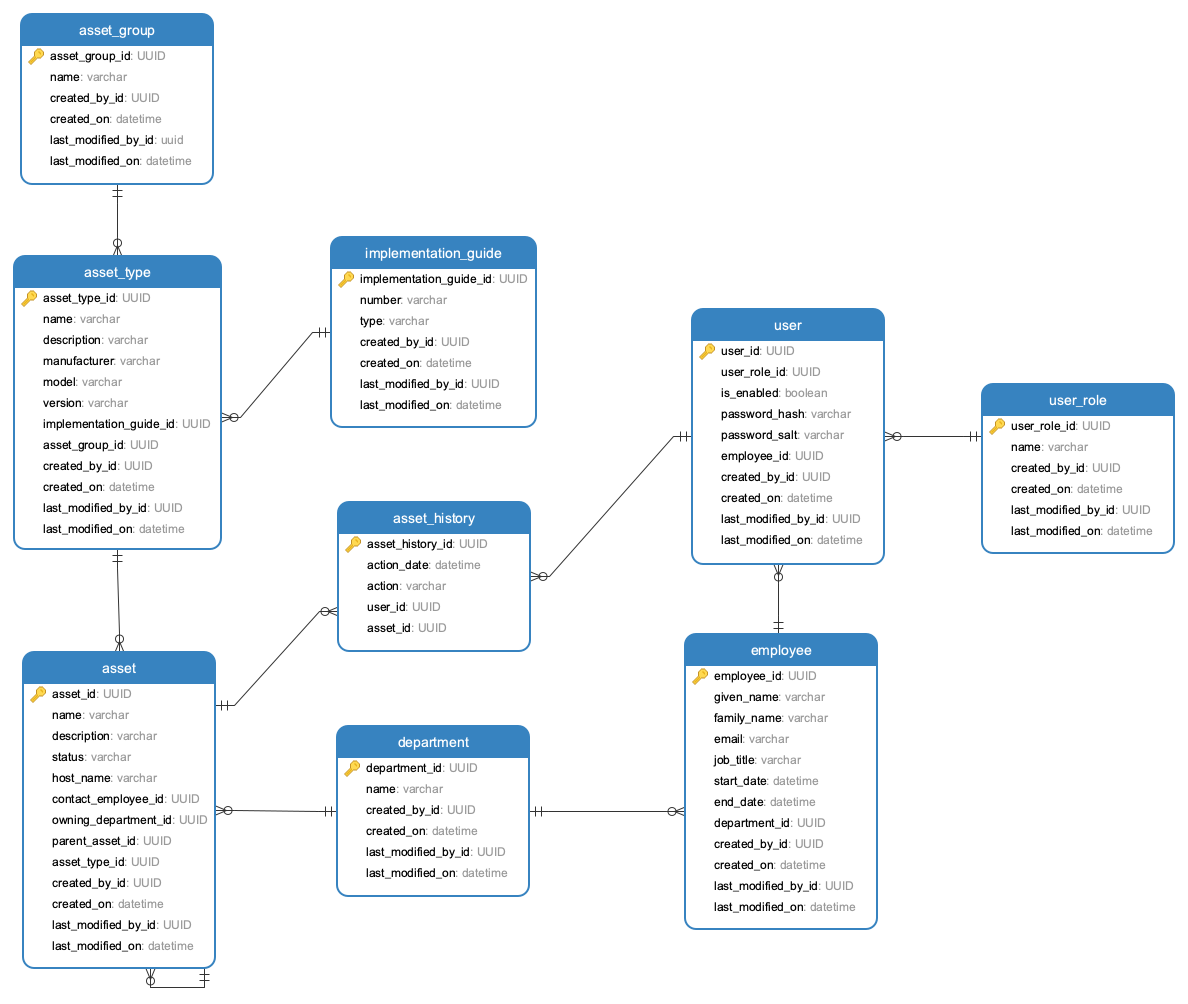 asset_group
asset_group_id: UUID
name: varchar
created_by_id: UUID
created_on: datetime
last_modified_by_id: uuid
last_modified_on: datetime
asset_type
asset_type_id: UUID
name: varchar
description: varchar
manufacturer: varchar
model: varchar
version: varchar
implementation_guide_id: UUID
asset_group_id: UUID
created_by_id: UUID
created_on: datetime
last_modified_by_id: UUID
last_modified_on: datetime
implementation_guide
implementation_guide_id: UUID
number: varchar
type: varchar
created_by_id: UUID
created_on: datetime
last_modified_by_id: UUID
last_modified_on: datetime
user
user_id: UUID
user_role_id: UUID
is_enabled: boolean
password_hash: varchar
password_salt: varchar
employee_id: UUID
created_by_id: UUID
created_on: datetime
last_modified_by_id: UUID
last_modified_on: datetime
user_role
user_role_id: UUID
name: varchar
created_by_id: UUID
created_on: datetime
last_modified_by_id: UUID
last_modified_on: datetime
asset_history
asset_history_id: UUID
action_date: datetime
action: varchar
user_id: UUID
asset_id: UUID
asset
asset_id: UUID
name: varchar
description: varchar
status: varchar
host_name: varchar
contact_employee_id: UUID
owning_department_id: UUID
parent_asset_id: UUID
asset_type_id: UUID
created_by_id: UUID
created_on: datetime
last_modified_by_id: UUID
last_modified_on: datetime
department
department_id: UUID
name: varchar
created_by_id: UUID
created_on: datetime
last_modified_by_id: UUID
last_modified_on: datetime
employee
employee_id: UUID
given_name: varchar
family_name: varchar
email: varchar
job_title: varchar
start_date: datetime
end_date: datetime
department_id: UUID
created_by_id: UUID
created_on: datetime
last_modified_by_id: UUID
last_modified_on: datetime